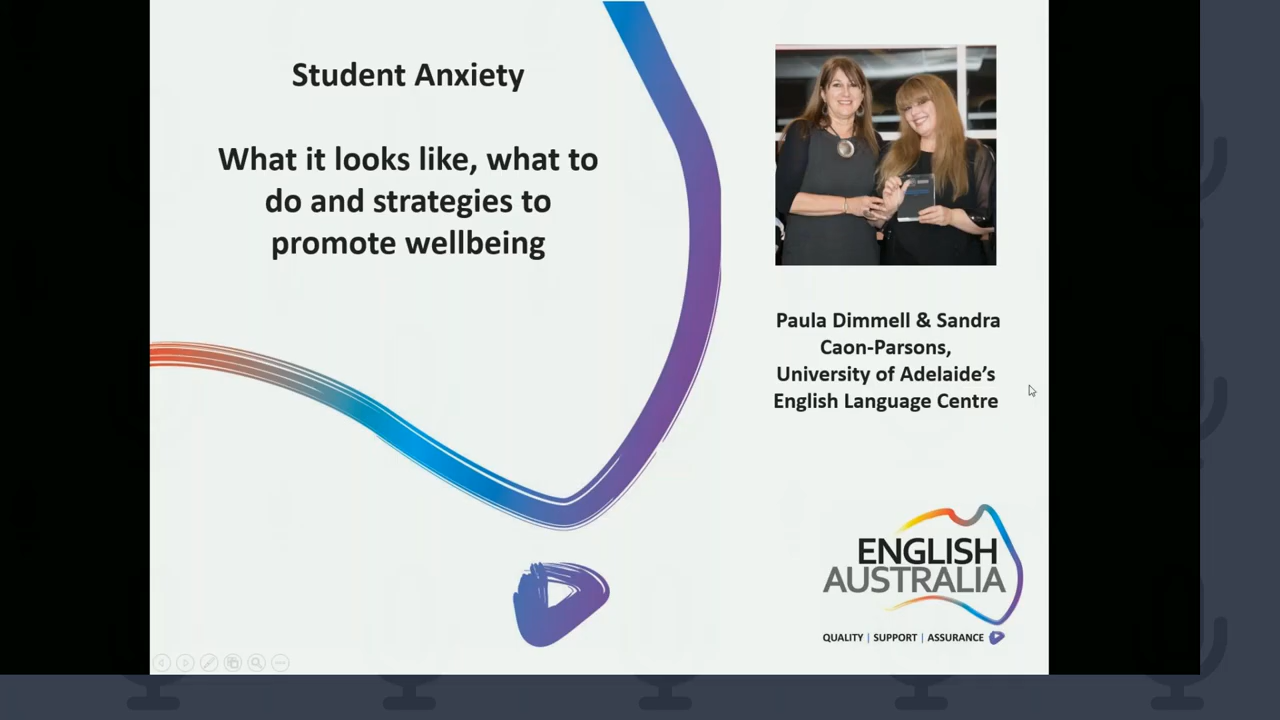 Student Anxiety
What it looks like, what to
do and strategies to
promote wellbeing
Paula Dimmell & Sandra
Caon-Parsons,
University of Adelaide’s
English Language Centre
ENGLISH
AUSTRALIA
QUALITY | SUPPORT | ASSURANCE